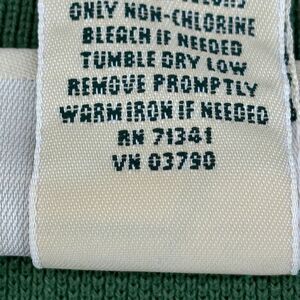 ONLY NON-CHLORINE
BLEACH IF NEEDED
TUMBLE DRY LOW
REMOVE PROMPTLY
WARM IRON IF NEEDED
RN 71341
VN 03790